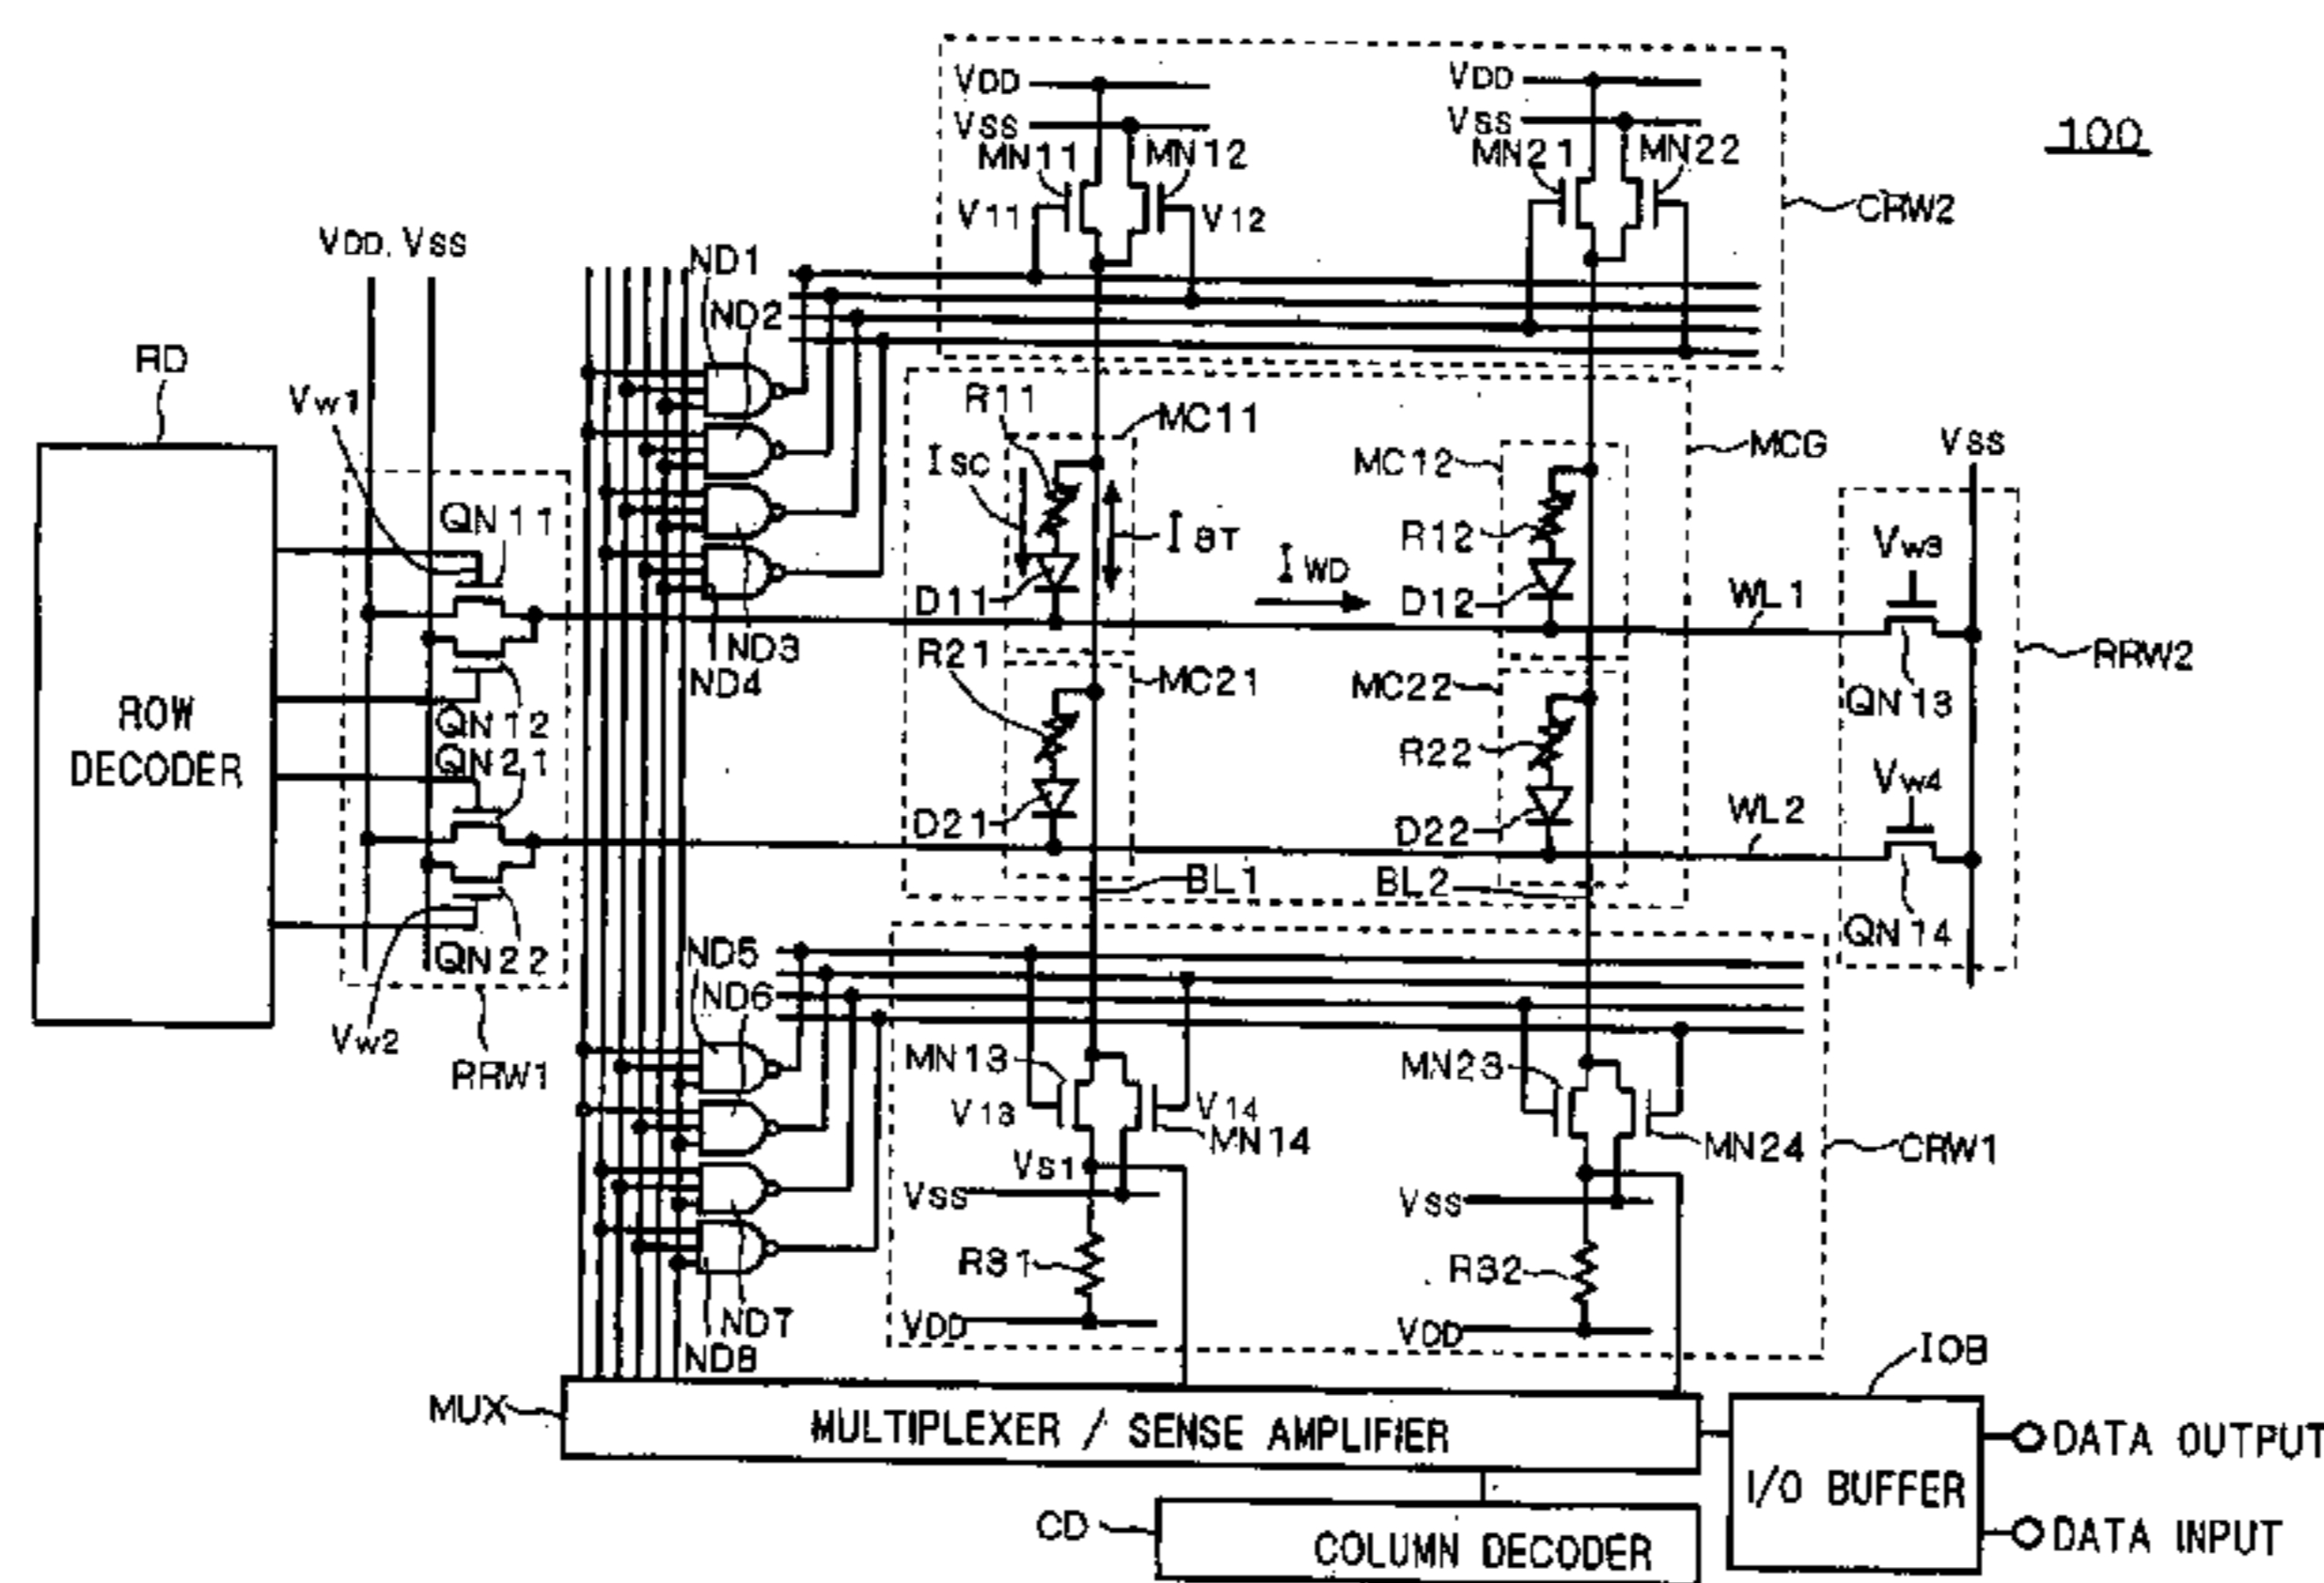 100
VDD
VSS
MN11
MN12
V11
V12
VDD
VSS
MN21
MN22
CRW2
VDD, VSS
ND1
ND2
RD
Vw1
R11
MC11
MCG
VSS
ISC
MC12
QN11
R12
Vw3
IBT
IWD
D11
D12
WL1
ND3
ND4
R21
RRW2
ROW
DECODER
MC21
MC22
QN12
QN21
QN13
R22
Vw4
D21
D22
WL2
BL1
BL2
QN14
QN22
ND5
ND6
Vw2
RRW1
MN13
V13
V14
MN14
MN23
MN24
CRW1
VS1
VSS
VSS
R31
R32
ND7
ND8
VDD
VDD
IOB
MUX
MULTIPLEXER / SENSE AMPLIFIER
I/O BUFFER
DATA OUTPUT
DATA INPUT
CD
COLUMN DECODER